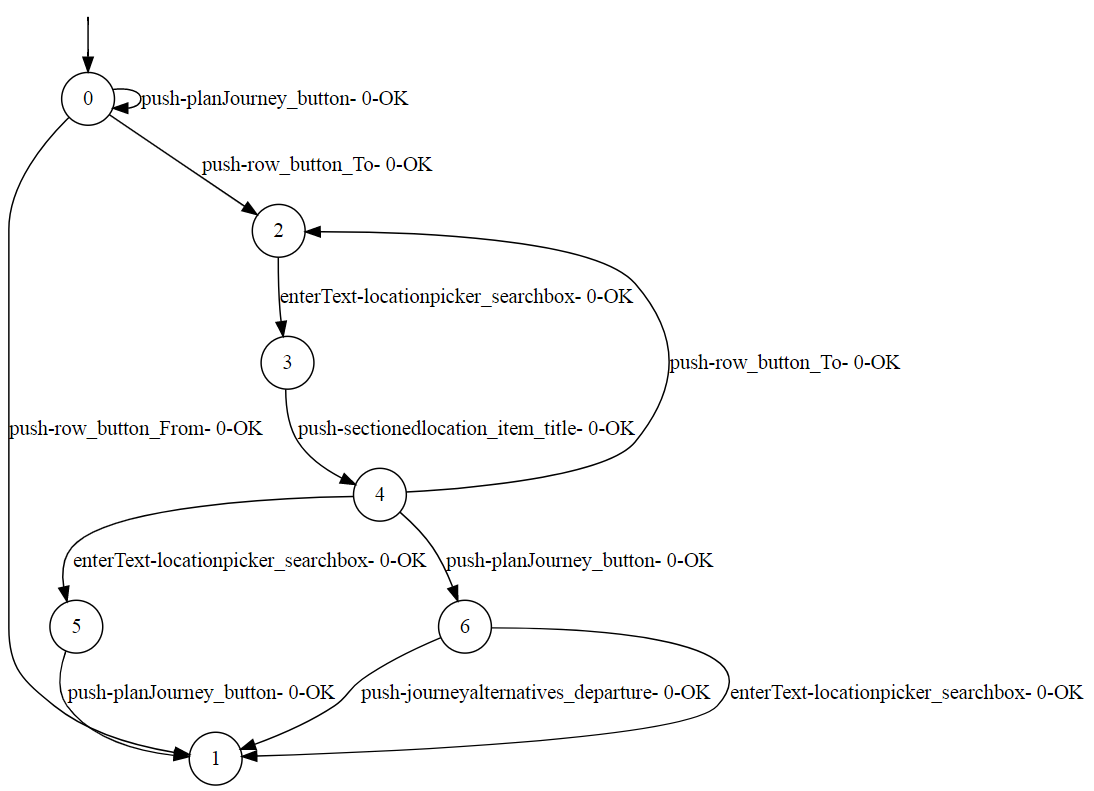 0
push-planJourney_button- 0-OK
push-row_button_To- 0-OK
2
enterText-locationpicker_searchbox- 0-OK
3
push-row_button_To- 0-OK
push-row_button_From- 0-OK
push-sectionedlocation_item_title- 0-OK
4
enterText-locationpicker_searchbox- 0-OK
push-planJourney_button- 0-OK
5
6
push-planJourney_button- 0-OK
push-journeyalternatives_departure- 0-OK
enterText-locationpicker_searchbox- 0-OK
1